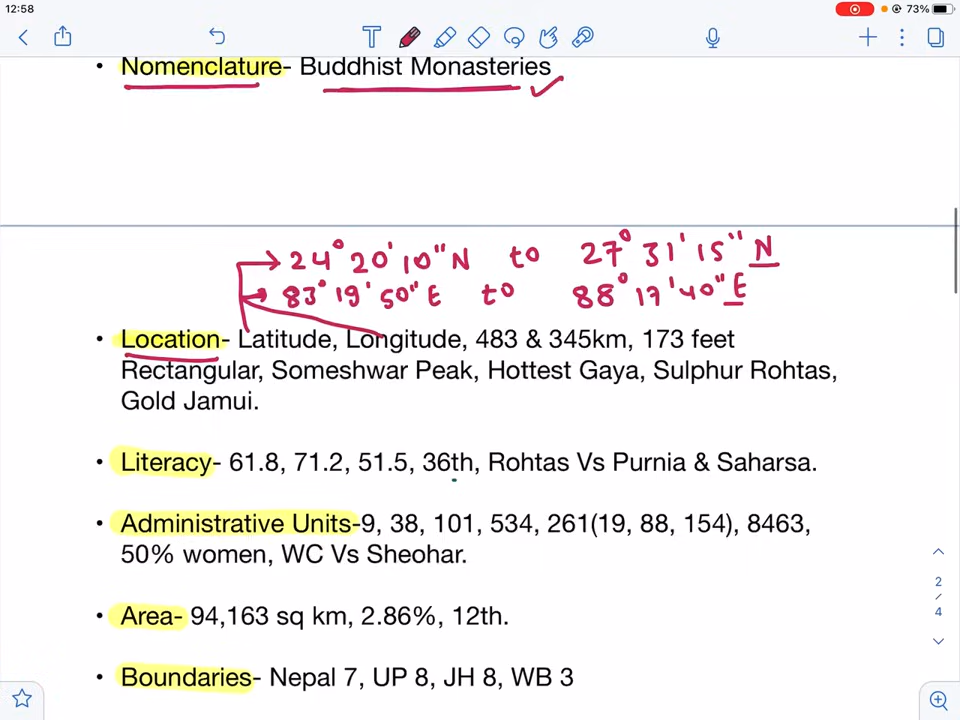 12:58
73%
• Nomenclature- Buddhist Monasteries
24° 20' 10" N to 27° 31' 15" N
83° 19' 50" E to 88° 17' 40" E
• Location- Latitude, Longitude, 483 & 345km, 173 feet
Rectangular, Someshwar Peak, Hottest Gaya, Sulphur Rohtas,
Gold Jamui.
• Literacy- 61.8, 71.2, 51.5, 36th, Rohtas Vs Purnia & Saharsa.
• Administrative Units-9, 38, 101, 534, 261(19, 88, 154), 8463,
50% women, WC Vs Sheohar.
• Area- 94,163 sq km, 2.86%, 12th.
• Boundaries- Nepal 7, UP 8, JH 8, WB 3
2
/
4